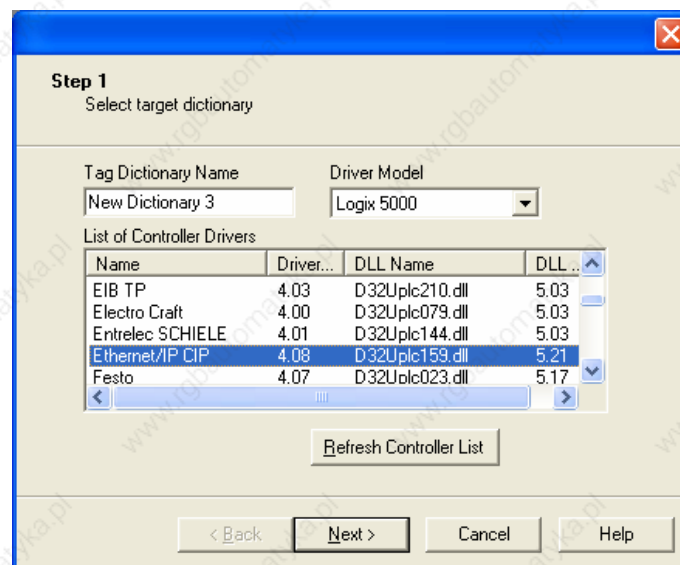 Step 1
Select target dictionary
Tag Dictionary Name Driver Model
New Dictionary 3 Logix 5000
List of Controller Drivers
Name Driver... DLL Name DLL ..
EIB TP 4.03 D32Uplc210.dll 5.03
Electro Craft 4.00 D32Uplc079.dll 5.03
Entrelec SCHIELE 4.01 D32Uplc144.dll 5.03
Ethernet/IP CIP 4.08 D32Uplc159.dll 5.21
Festo 4.07 D32Uplc023.dll 5.17
Refresh Controller List
< Back Next > Cancel Help
www.rgbautomatyka.pl